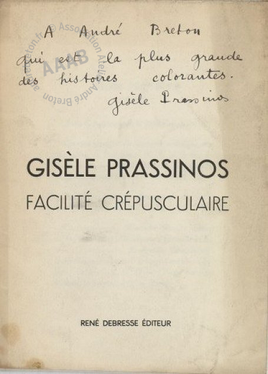 A André Breton
qui est la plus grande
des histoires colorantes.
Gisèle Prassinos
AAAB
GISÈLE PRASSINOS
FACILITÉ CRÉPUSCULAIRE
RENÉ DEBRESSE ÉDITEUR